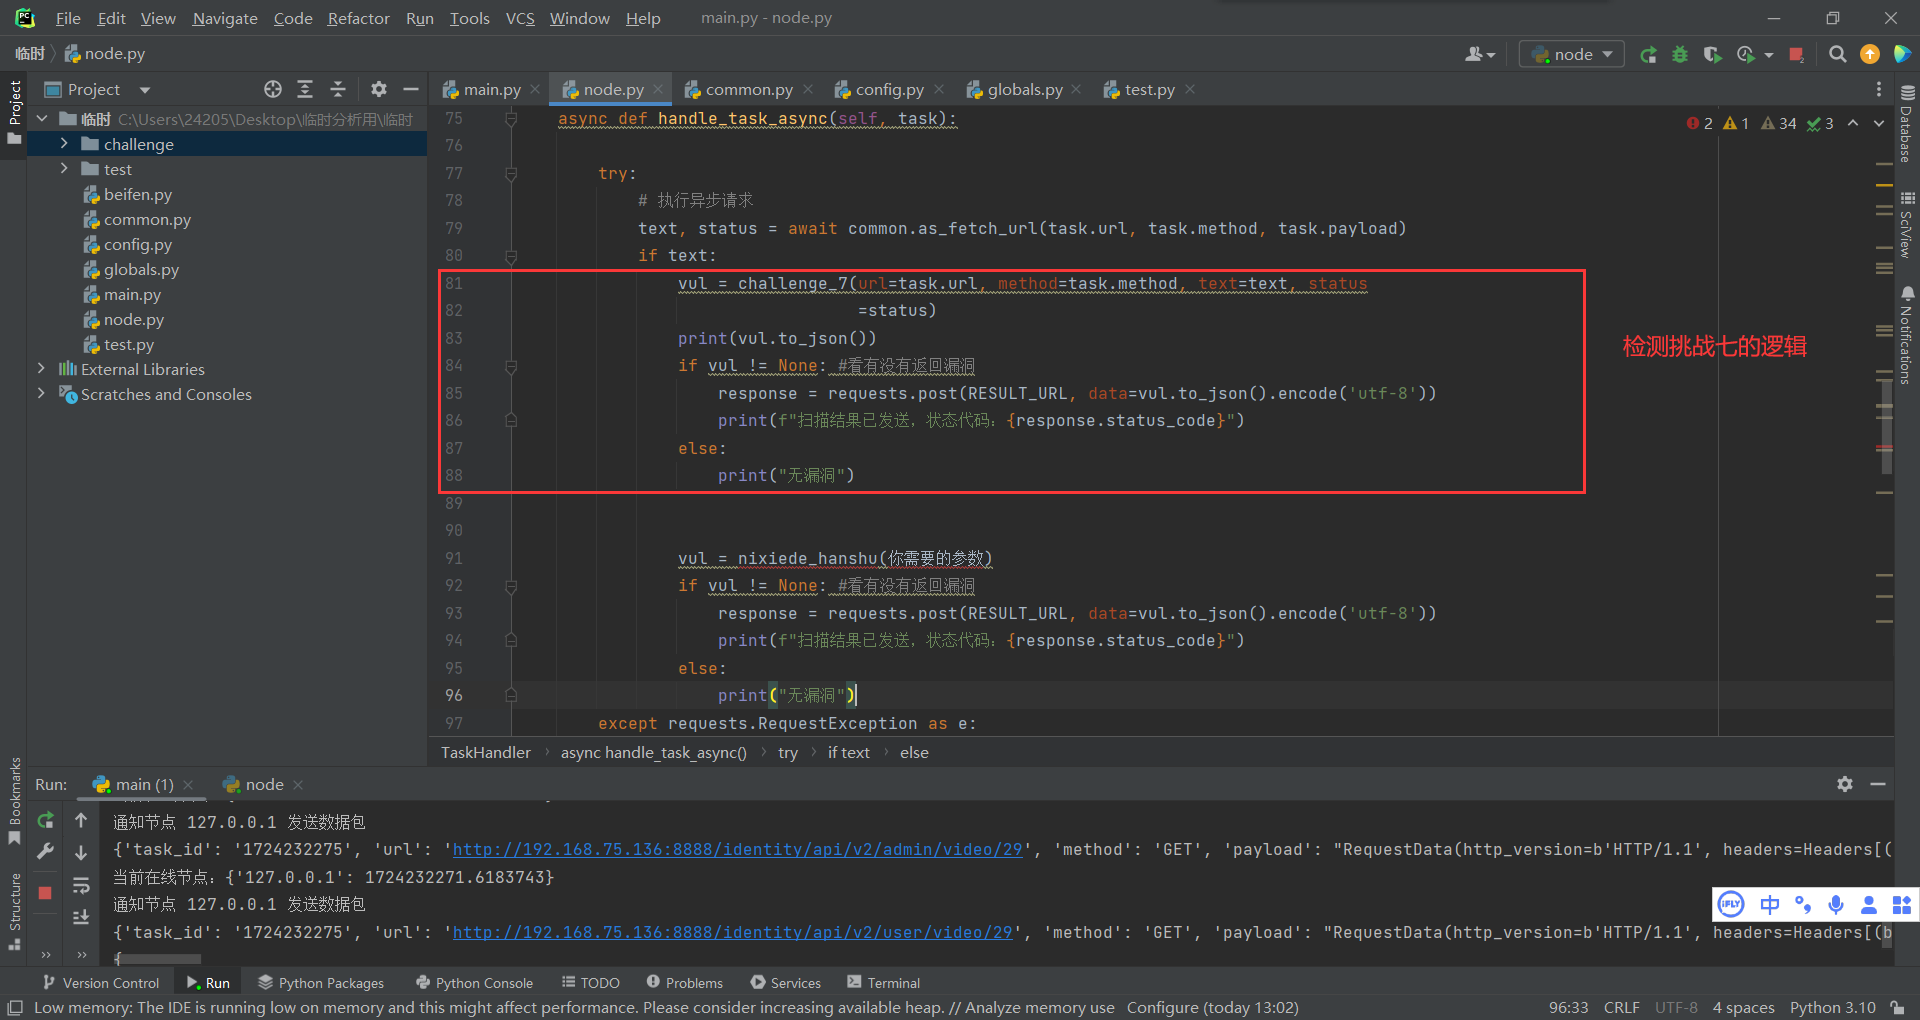 File Edit View Navigate Code Refactor Run Tools VCS Window Help main.py - node.py
临时 node.py
node
Project
main.py node.py common.py config.py globals.py test.py
临时 C:\Users\24205\Desktop\临时分析用\临时
challenge
test
beifen.py
common.py
config.py
globals.py
main.py
node.py
test.py
External Libraries
Scratches and Consoles
Project
Bookmarks
Structure
Database
SciView
Notifications
2 1 34 3
75 async def handle_task_async(self, task):
76
77 try:
78 # 执行异步请求
79 text, status = await common.as_fetch_url(task.url, task.method, task.payload)
80 if text:
81 vul = challenge_7(url=task.url, method=task.method, text=text, status
82 =status)
83 print(vul.to_json())
84 if vul != None: #看有没有返回漏洞
85 response = requests.post(RESULT_URL, data=vul.to_json().encode('utf-8'))
86 print(f"扫描结果已发送，状态代码: {response.status_code}")
87 else:
88 print("无漏洞")
89
90
91 vul = nixiede_hanshu(你需要的参数)
92 if vul != None: #看有没有返回漏洞
93 response = requests.post(RESULT_URL, data=vul.to_json().encode('utf-8'))
94 print(f"扫描结果已发送，状态代码: {response.status_code}")
95 else:
96 print("无漏洞")
97 except requests.RequestException as e:
检测挑战七的逻辑
TaskHandler async handle_task_async() try if text else
Run: main (1) node
通知节点 127.0.0.1 发送数据包
{'task_id': '1724232275', 'url': 'http://192.168.75.136:8888/identity/api/v2/admin/video/29', 'method': 'GET', 'payload': "RequestData(http_version=b'HTTP/1.1', headers=Headers[(
当前在线节点: {'127.0.0.1': 1724232271.6183743}
通知节点 127.0.0.1 发送数据包
{'task_id': '1724232275', 'url': 'http://192.168.75.136:8888/identity/api/v2/user/video/29', 'method': 'GET', 'payload': "RequestData(http_version=b'HTTP/1.1', headers=Headers[(b
{
iFLY 中
Version Control Run Python Packages Python Console TODO Problems Services Terminal
Low memory: The IDE is running low on memory and this might affect performance. Please consider increasing available heap. // Analyze memory use Configure (today 13:02) 96:33 CRLF UTF-8 4 spaces Python 3.10